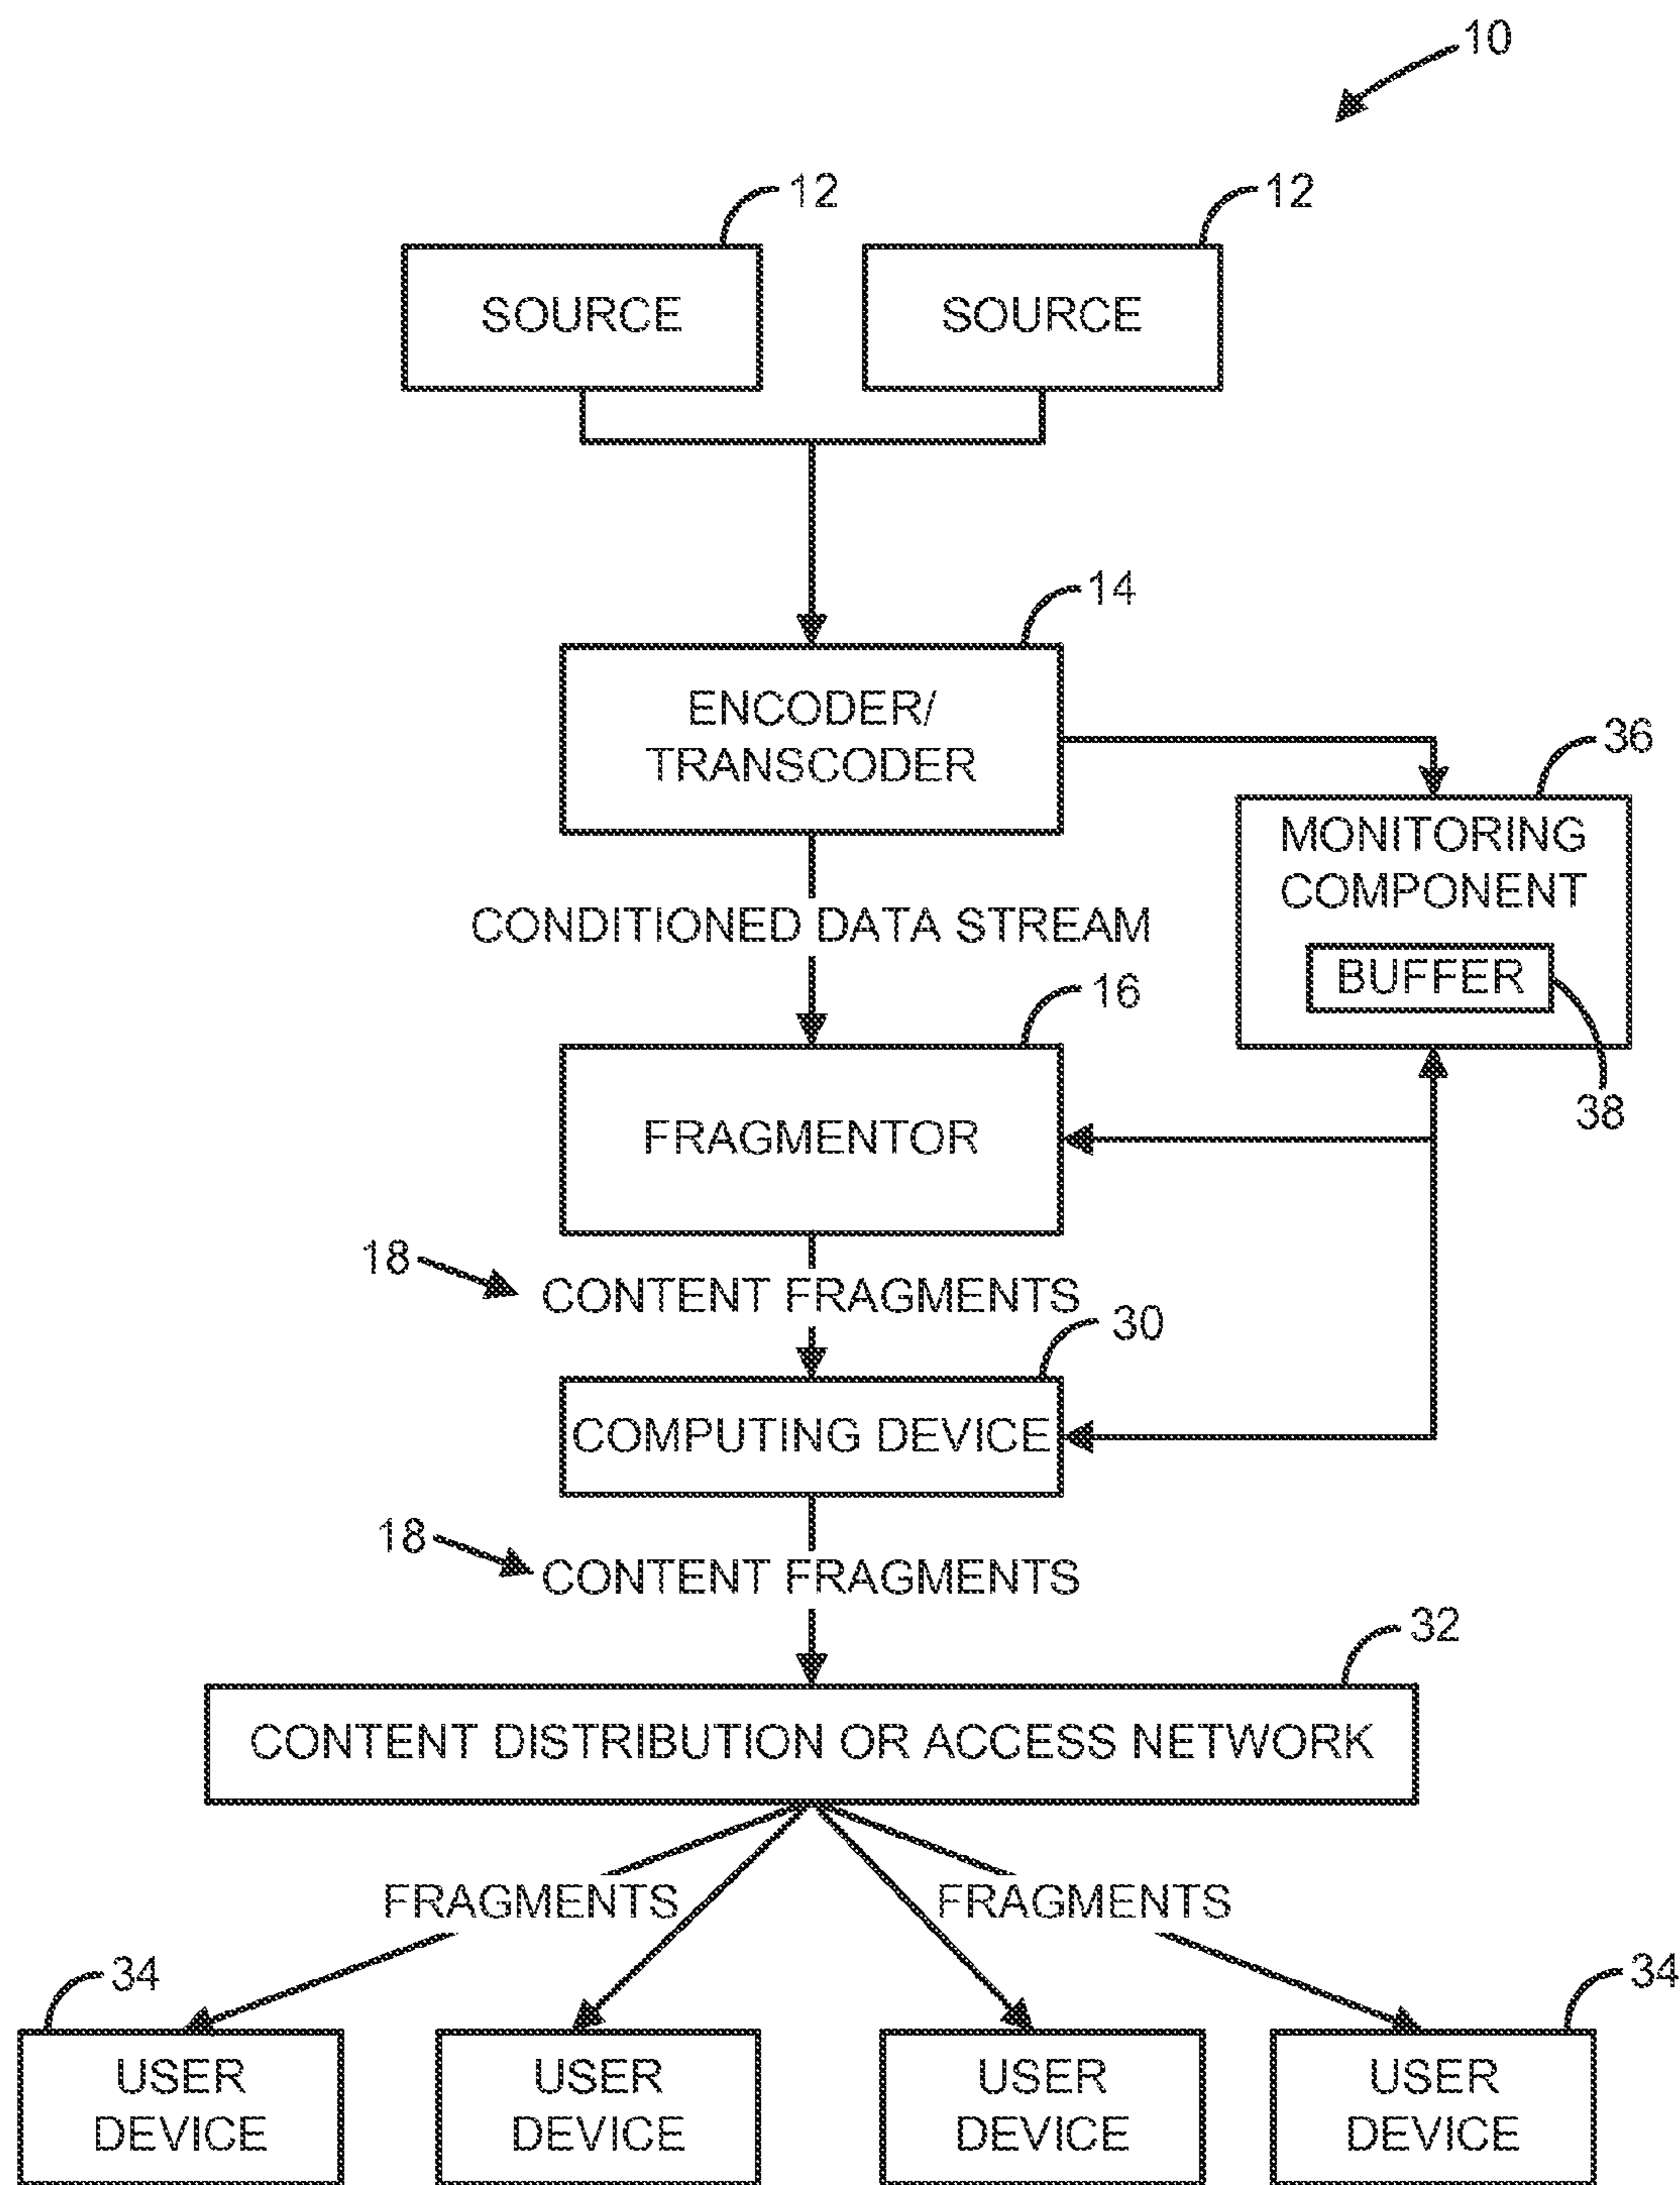 10
12
12
SOURCE
SOURCE
14
ENCODER/
TRANSCODER
36
MONITORING
COMPONENT
BUFFER
38
CONDITIONED DATA STREAM
16
FRAGMENTOR
18
CONTENT FRAGMENTS
30
COMPUTING DEVICE
18
CONTENT FRAGMENTS
32
CONTENT DISTRIBUTION OR ACCESS NETWORK
FRAGMENTS
FRAGMENTS
34
34
USER
DEVICE
USER
DEVICE
USER
DEVICE
USER
DEVICE